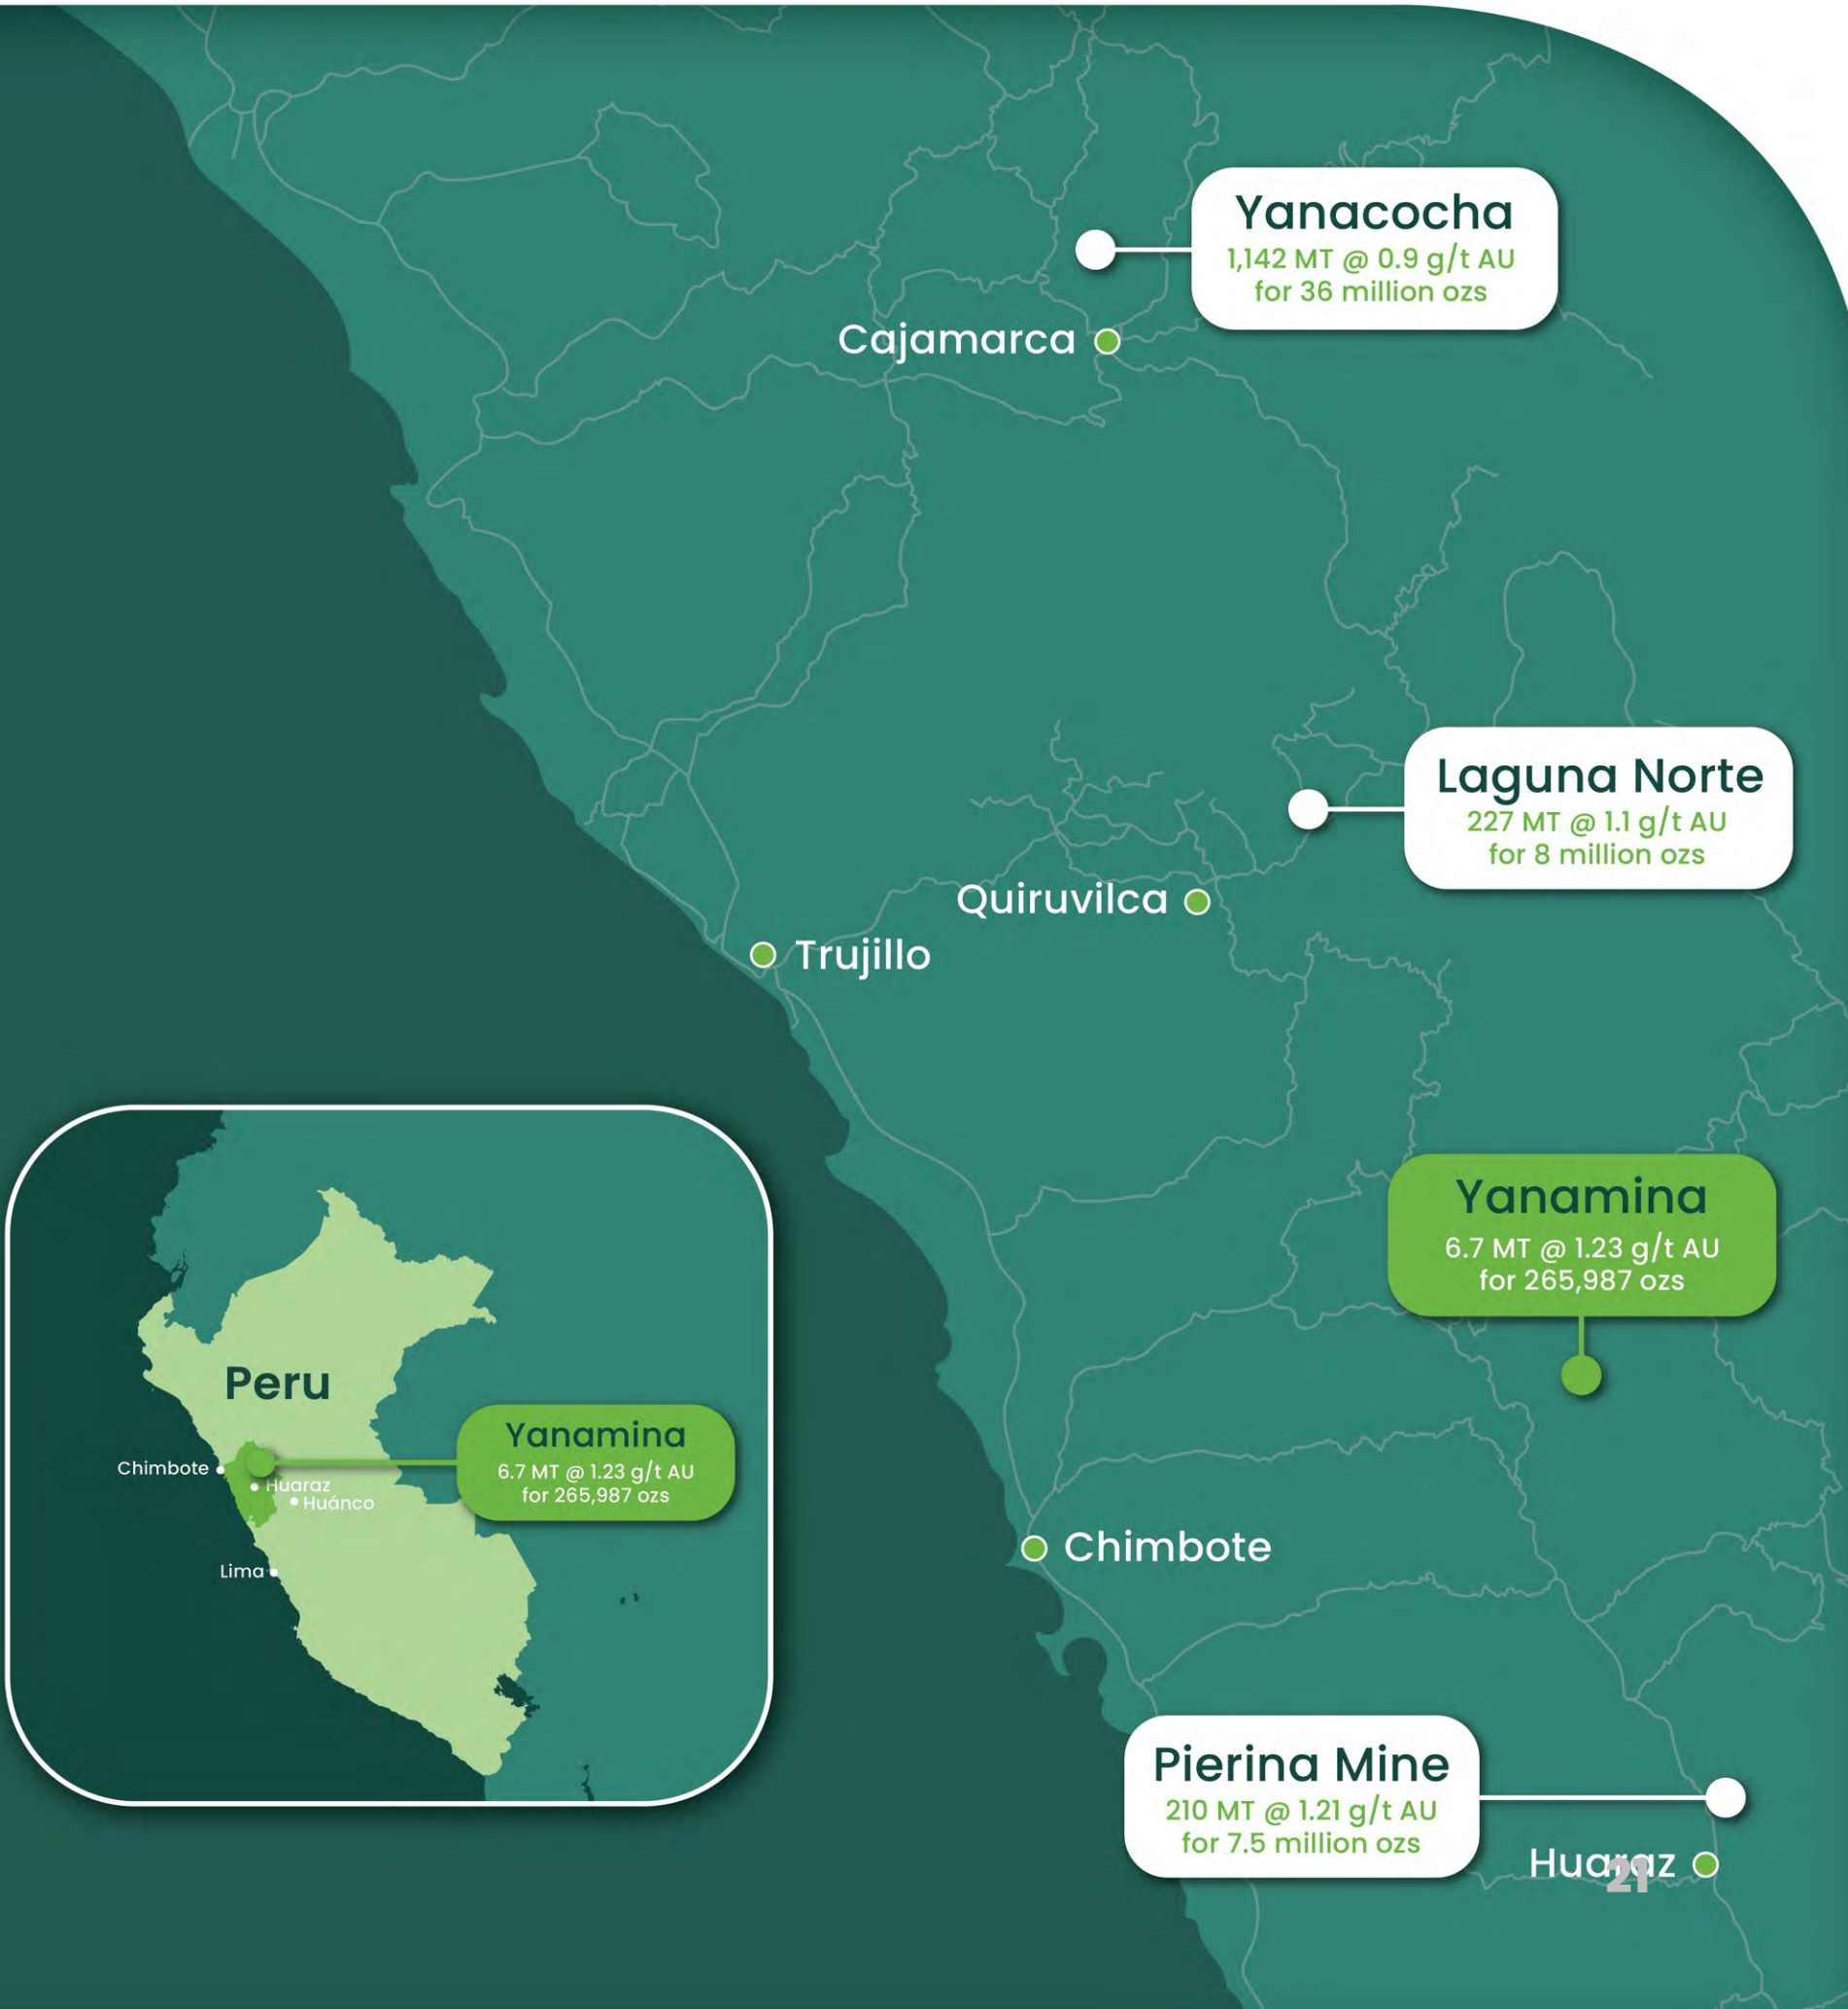 Yanacocha
1,142 MT @ 0.9 g/t AU
for 36 million ozs
Cajamarca
Laguna Norte
227 MT @ 1.1 g/t AU
for 8 million ozs
Quiruvilca
Trujillo
Yanamina
6.7 MT @ 1.23 g/t AU
for 265,987 ozs
Peru
Yanamina
6.7 MT @ 1.23 g/t AU
for 265,987 ozs
Chimbote
Huaraz
Huánco
Lima
Chimbote
Pierina Mine
210 MT @ 1.21 g/t AU
for 7.5 million ozs
Huaraz
21